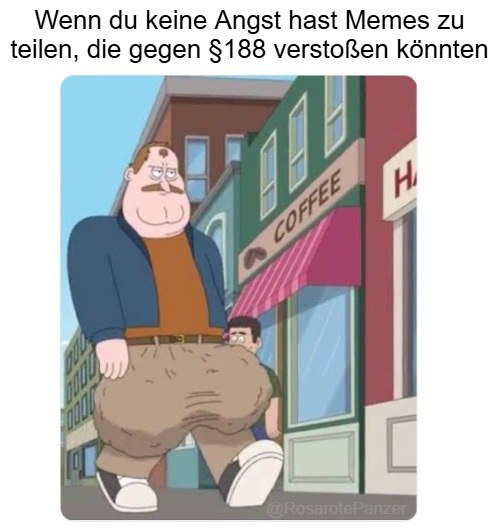 Wenn du keine Angst hast Memes zu
teilen, die gegen §188 verstoßen könnten
COFFEE
H
@RosarotePanzer